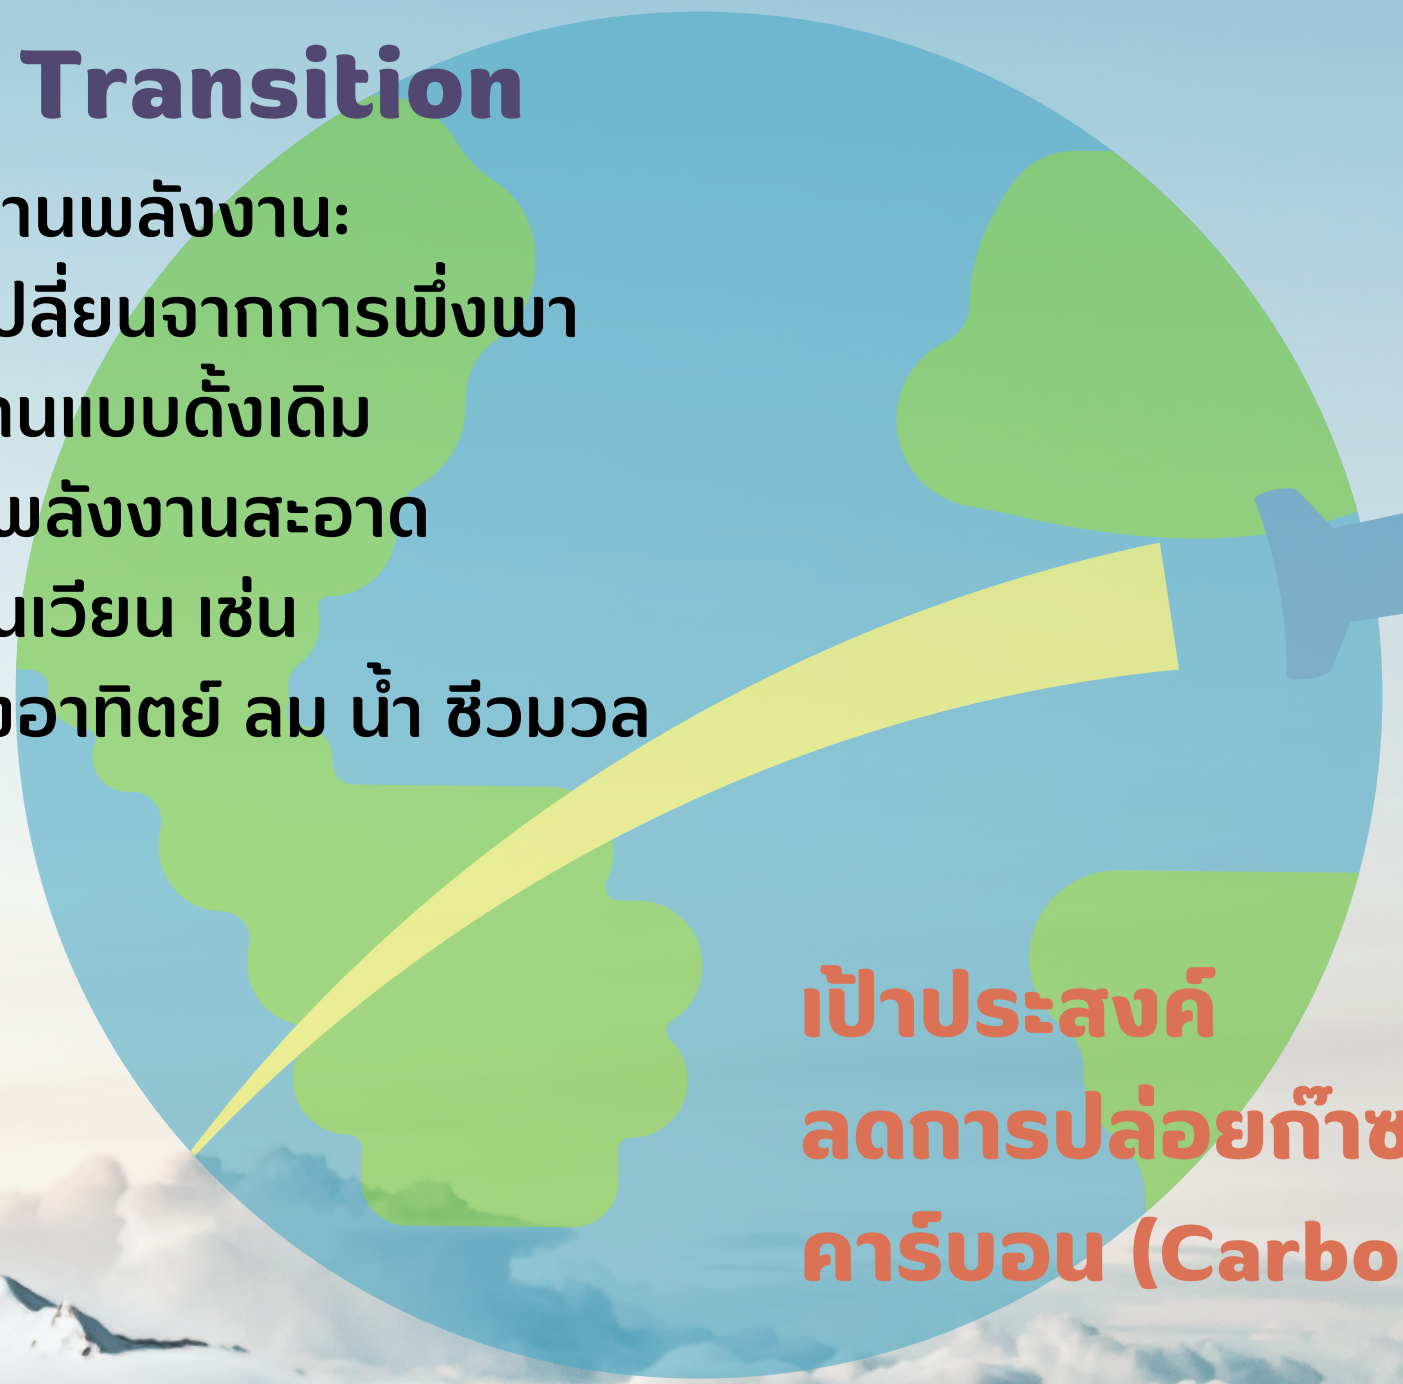 Transition
านพลังงาน:
ปลี่ยนจากการพึ่งพา
านแบบดั้งเดิม
พลังงานสะอาด
นเวียน เช่น
งอาทิตย์ ลม น้ำ ชีวมวล
เป้าประสงค์
ลดการปล่อยก๊าซ
คาร์บอน (Carbo